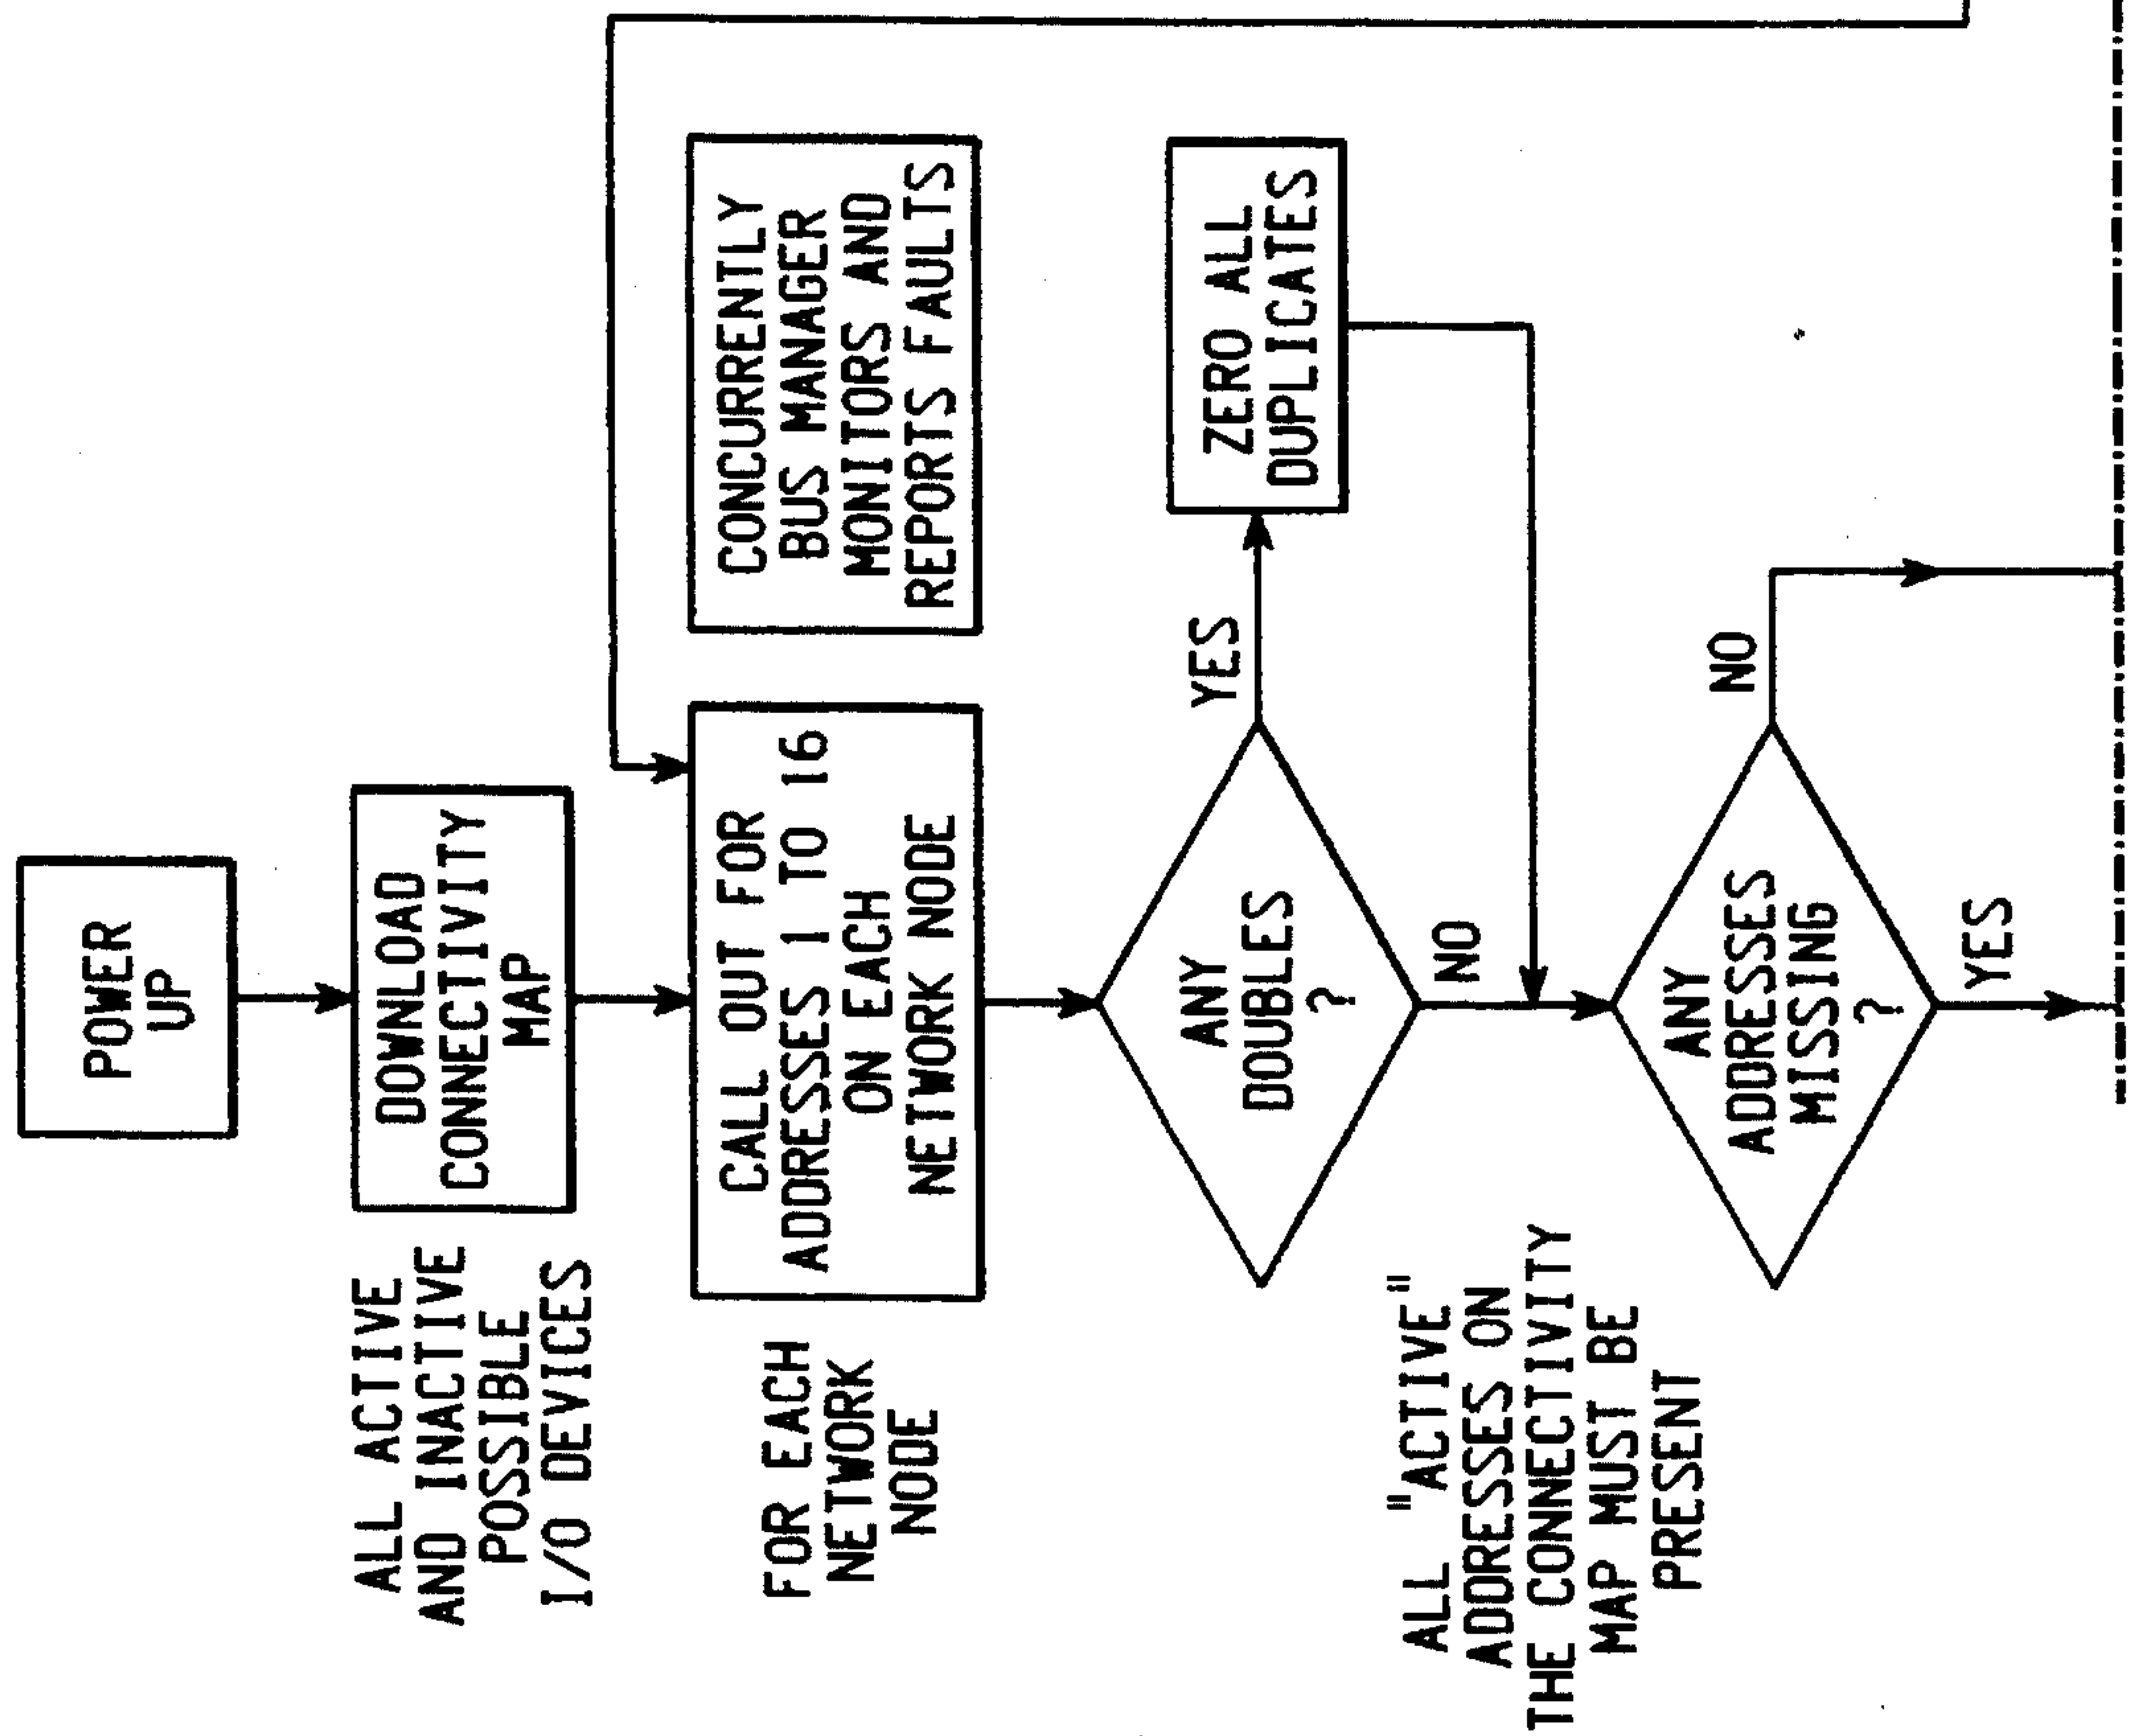 POWER
UP
ALL ACTIVE
AND INACTIVE
POSSIBLE
I/O DEVICES
DOWNLOAD
CONNECTIVITY
MAP
FOR EACH
NETWORK
NODE
CALL OUT FOR
ADDRESSES 1 TO 16
ON EACH
NETWORK NODE
CONCURRENTLY
BUS MANAGER
MONITORS AND
REPORTS FAULTS
ANY
DOUBLES
?
YES
ZERO ALL
DUPLICATES
NO
ALL "ACTIVE"
ADDRESSES ON
THE CONNECTIVITY
MAP MUST BE
PRESENT
ANY
ADDRESSES
MISSING
?
NO
YES